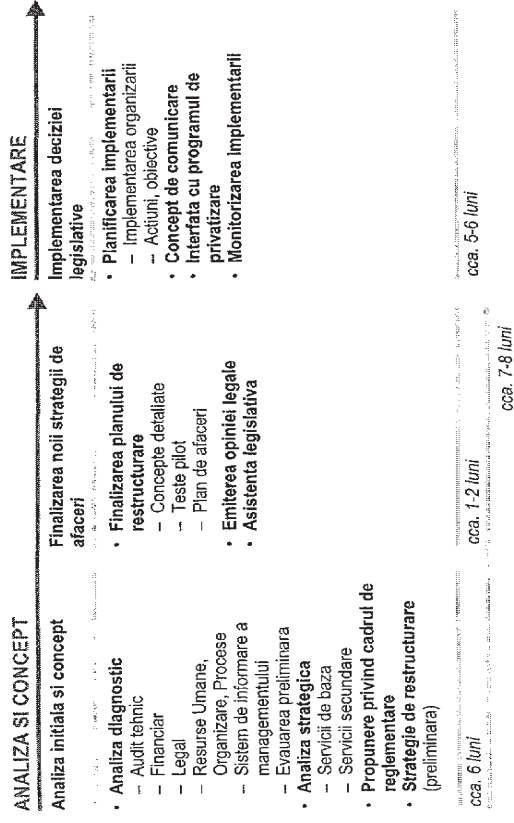 ANALIZA SI CONCEPT
Analiza initiala si concept
• Analiza diagnostic
– Audit tehnic
– Financiar
– Legal
– Resurse Umane,
Organizare, Procese
– Sistem de informare a
managementului
– Evauarea preliminara
• Analiza strategica
– Servicii de baza
– Servicii secundare
• Propunere privind cadrul de
reglementare
• Strategie de restructurare
(preliminara)
cca. 6 luni
Finalizarea noii strategii de
afaceri
• Finalizarea planului de
restructurare
– Concepte detaliate
– Teste pilot
– Plan de afaceri
• Emiterea opiniei legale
• Asistenta legislativa
cca. 1-2 luni
cca. 7-8 luni
IMPLEMENTARE
Implementarea deciziei
legislative
• Planificarea implementarii
– Implementarea organizarii
– Actiuni, obiective
• Concept de comunicare
• Interfata cu programul de
privatizare
• Monitorizarea implementarii
cca. 5-6 luni